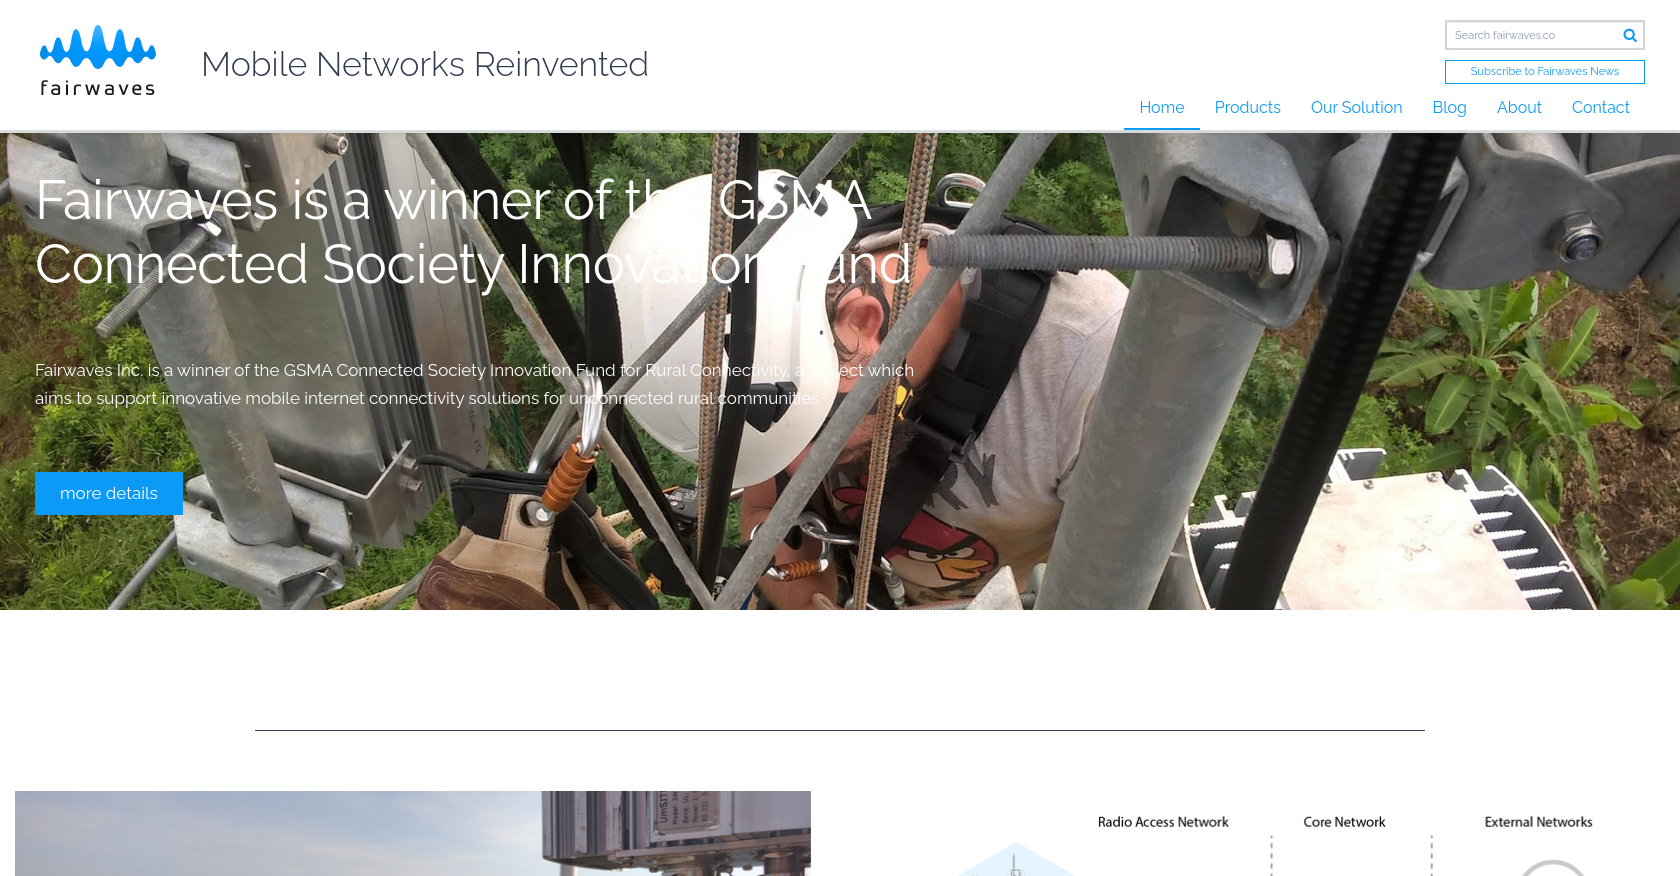 fairwaves
Mobile Networks Reinvented
Search fairwaves.co
Subscribe to Fairwaves News
Home Products Our Solution Blog About Contact
Fairwaves is a winner of the GSMA
Connected Society Innovation Fund
Fairwaves Inc. is a winner of the GSMA Connected Society Innovation Fund for Rural Connectivity, a project which
aims to support innovative mobile internet connectivity solutions for unconnected rural communities.
more details
Radio Access Network Core Network External Networks